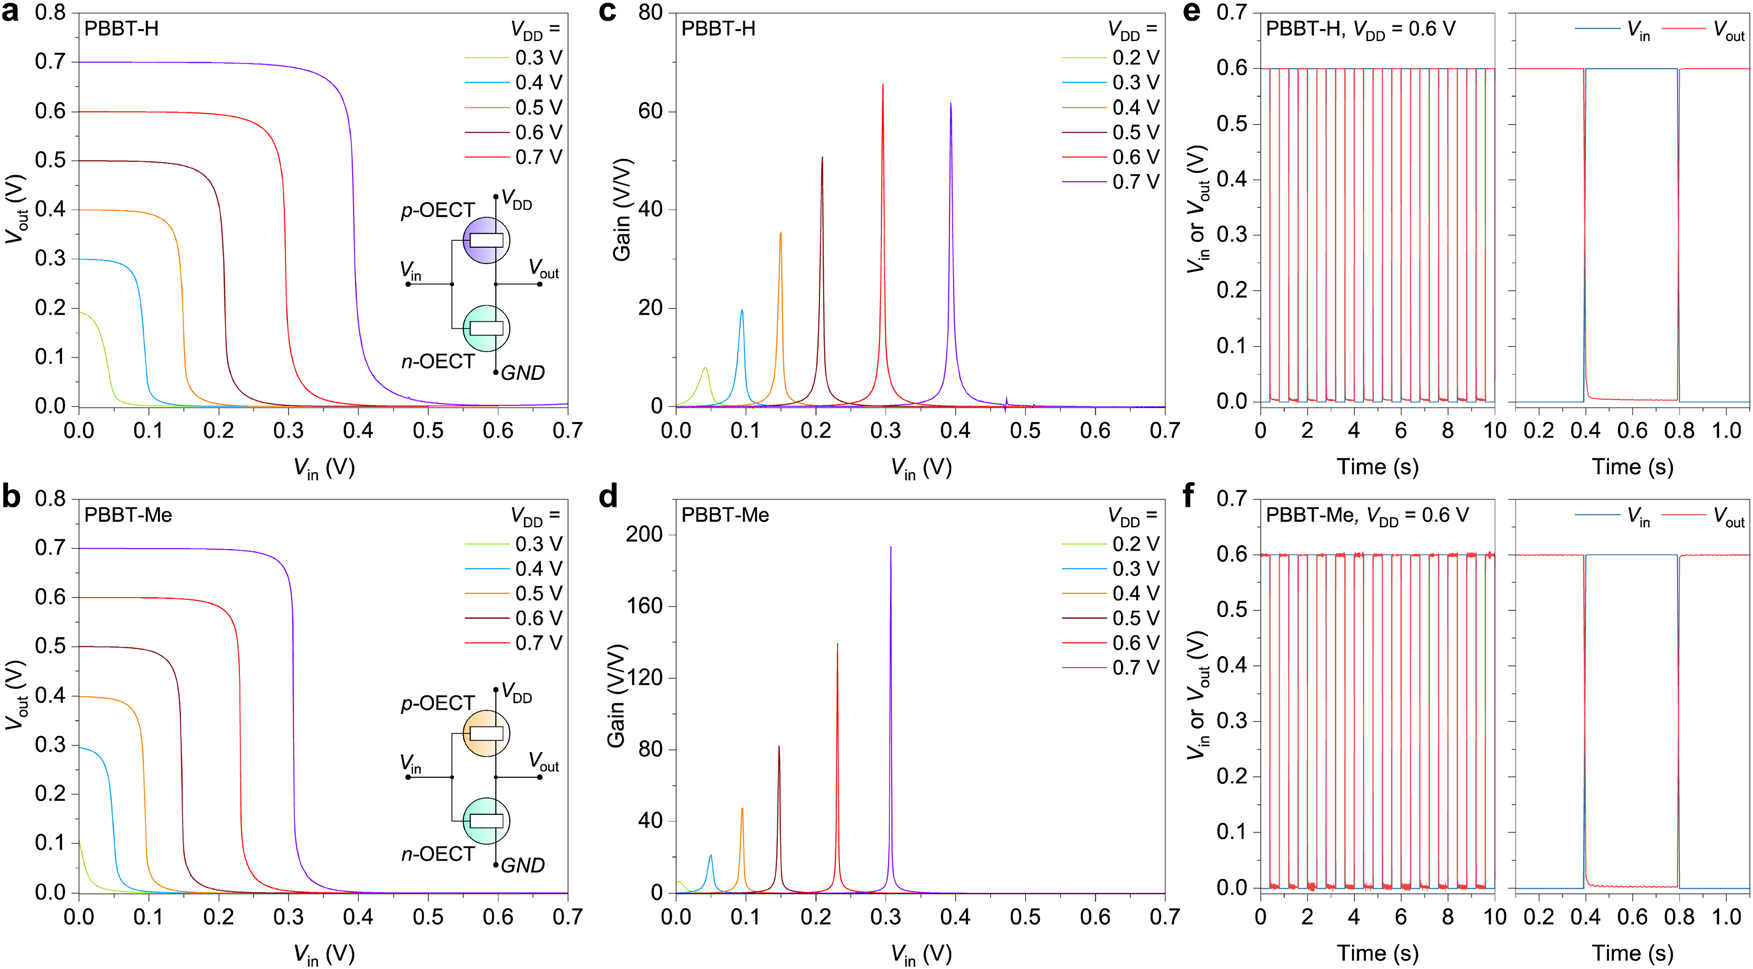 a
PBBT-H
V_DD =
0.3 V
0.4 V
0.5 V
0.6 V
0.7 V
p-OECT
V_DD
V_in
V_out
n-OECT
GND
0.8
0.7
0.6
0.5
0.4
0.3
0.2
0.1
0.0
V_out (V)
0.0 0.1 0.2 0.3 0.4 0.5 0.6 0.7
V_in (V)
c
PBBT-H
V_DD =
0.2 V
0.3 V
0.4 V
0.5 V
0.6 V
0.7 V
80
60
40
20
0
Gain (V/V)
0.0 0.1 0.2 0.3 0.4 0.5 0.6 0.7
V_in (V)
e
PBBT-H, V_DD = 0.6 V
V_in V_out
0.7
0.6
0.5
0.4
0.3
0.2
0.1
0.0
V_in or V_out (V)
0 2 4 6 8 10
0.2 0.4 0.6 0.8 1.0
Time (s)
Time (s)
b
PBBT-Me
V_DD =
0.3 V
0.4 V
0.5 V
0.6 V
0.7 V
p-OECT
V_DD
V_in
V_out
n-OECT
GND
0.8
0.7
0.6
0.5
0.4
0.3
0.2
0.1
0.0
V_out (V)
0.0 0.1 0.2 0.3 0.4 0.5 0.6 0.7
V_in (V)
d
PBBT-Me
V_DD =
0.2 V
0.3 V
0.4 V
0.5 V
0.6 V
0.7 V
200
160
120
80
40
0
Gain (V/V)
0.0 0.1 0.2 0.3 0.4 0.5 0.6 0.7
V_in (V)
f
PBBT-Me, V_DD = 0.6 V
V_in V_out
0.7
0.6
0.5
0.4
0.3
0.2
0.1
0.0
V_in or V_out (V)
0 2 4 6 8 10
0.2 0.4 0.6 0.8 1.0
Time (s)
Time (s)